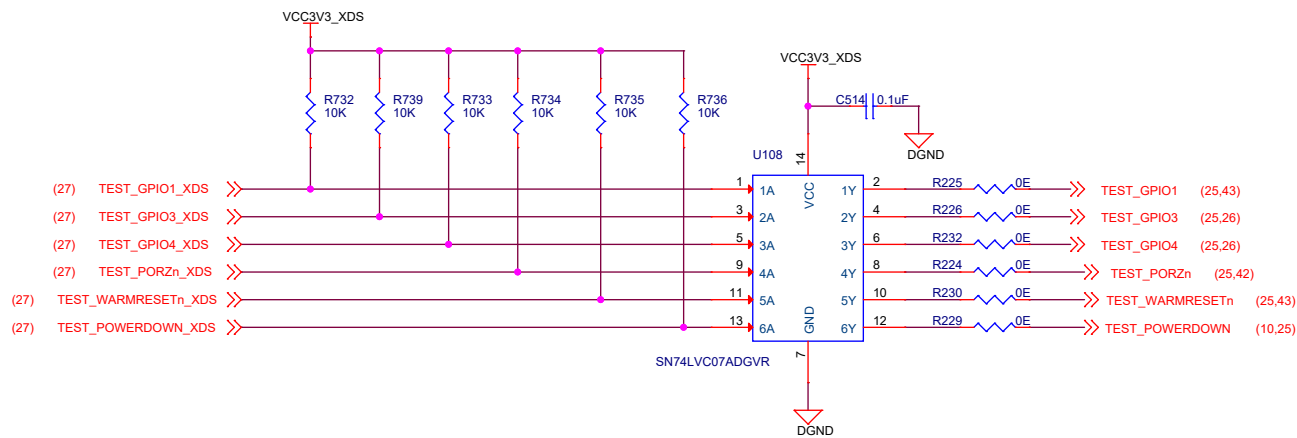 VCC3V3_XDS
VCC3V3_XDS
R732
10K
R739
10K
R733
10K
R734
10K
R735
10K
R736
10K
C514 0.1uF
DGND
U108
14
VCC
(27) TEST_GPIO1_XDS 1 1A 1Y 2 R225 0E TEST_GPIO1 (25,43)
(27) TEST_GPIO3_XDS 3 2A 2Y 4 R226 0E TEST_GPIO3 (25,26)
(27) TEST_GPIO4_XDS 5 3A 3Y 6 R232 0E TEST_GPIO4 (25,26)
(27) TEST_PORZn_XDS 9 4A 4Y 8 R224 0E TEST_PORZn (25,42)
(27) TEST_WARMRESETn_XDS 11 5A 5Y 10 R230 0E TEST_WARMRESETn (25,43)
(27) TEST_POWERDOWN_XDS 13 6A 6Y 12 R229 0E TEST_POWERDOWN (10,25)
GND
7
SN74LVC07ADGVR
DGND